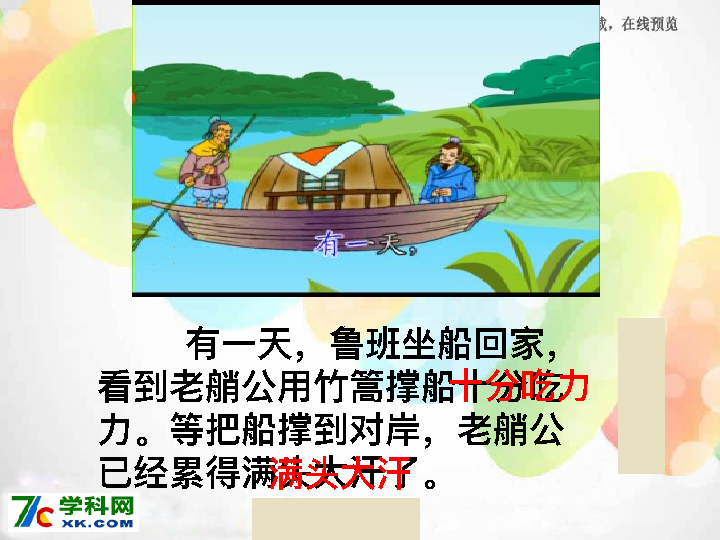 载，在线预览
有一天，
有一天，鲁班坐船回家，
看到老艄公用竹篙撑船十分吃
十分吃力
力。等把船撑到对岸，老艄公
已经累得满头大汗了。
满头大汗
学科网
XK.COM